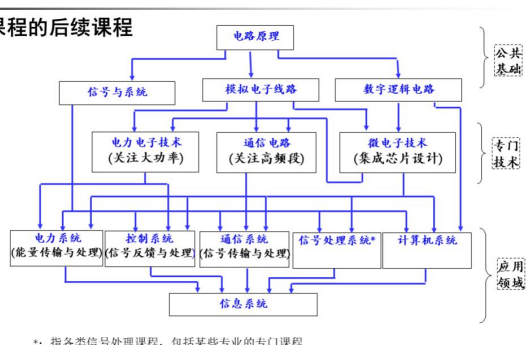 课程的后续课程
电路原理
公共
基础
信号与系统
模拟电子线路
数字逻辑电路
电力电子技术
(关注大功率)
通信电路
(关注高频段)
微电子技术
(集成芯片设计)
专门
技术
电力系统
(能量传输与处理)
控制系统
(信号反馈与处理)
通信系统
(信号传输与处理)
信号处理系统*
计算机系统
应用
领域
信息系统
*: 指各类信号处理课程,包括某些专业的专门课程